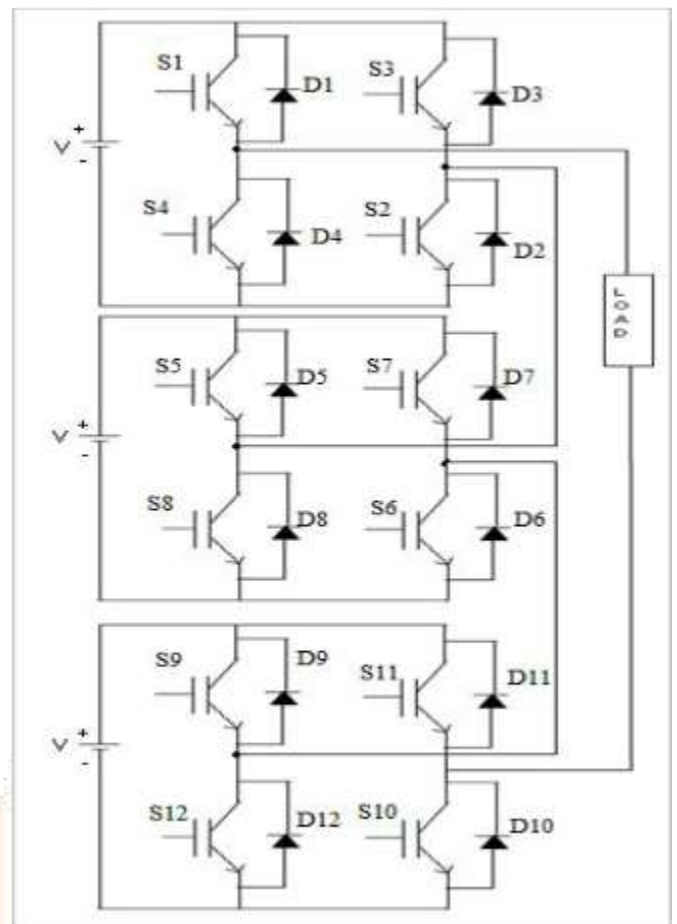 S1
D1
S3
D3
+
V
-
S4
D4
S2
D2
LOAD
S5
D5
S7
D7
+
V
-
S8
D8
S6
D6
S9
D9
S11
D11
+
V
-
S12
D12
S10
D10